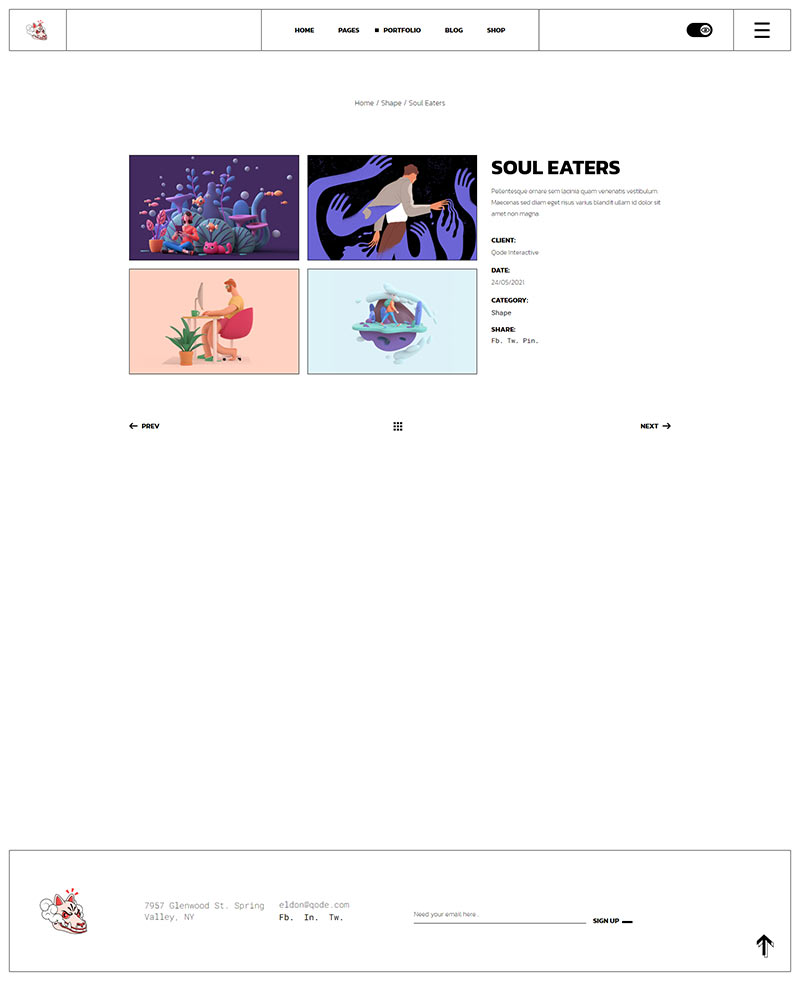 HOME
PAGES
PORTFOLIO
BLOG
SHOP
Home / Shape / Soul Eaters
SOUL EATERS
Pellentesque ornare sem lacinia quam venenatis vestibulum.
Maecenas sed diam eget risus varius blandit ullam id dolor sit
amet non magna
CLIENT:
Qode Interactive
DATE:
24/05/2021
CATEGORY:
Shape
SHARE:
Fb. Tw. Pin.
PREV
NEXT
7957 Glenwood St. Spring
Valley, NY
eldon@qode.com
Fb. In. Tw.
Need your email here..
SIGN UP